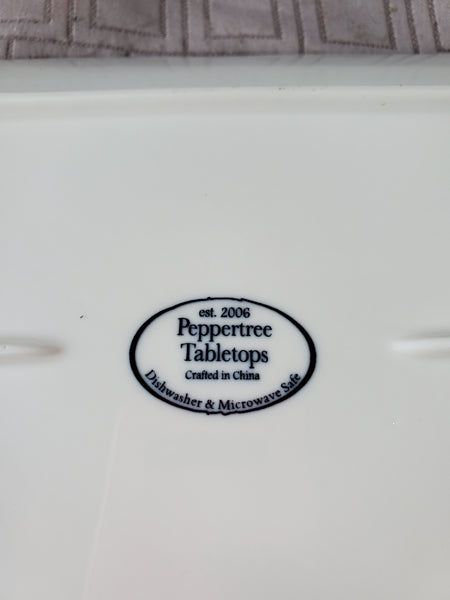 est. 2006
Peppertree
Tabletops
Crafted in China
Dishwasher & Microwave Safe